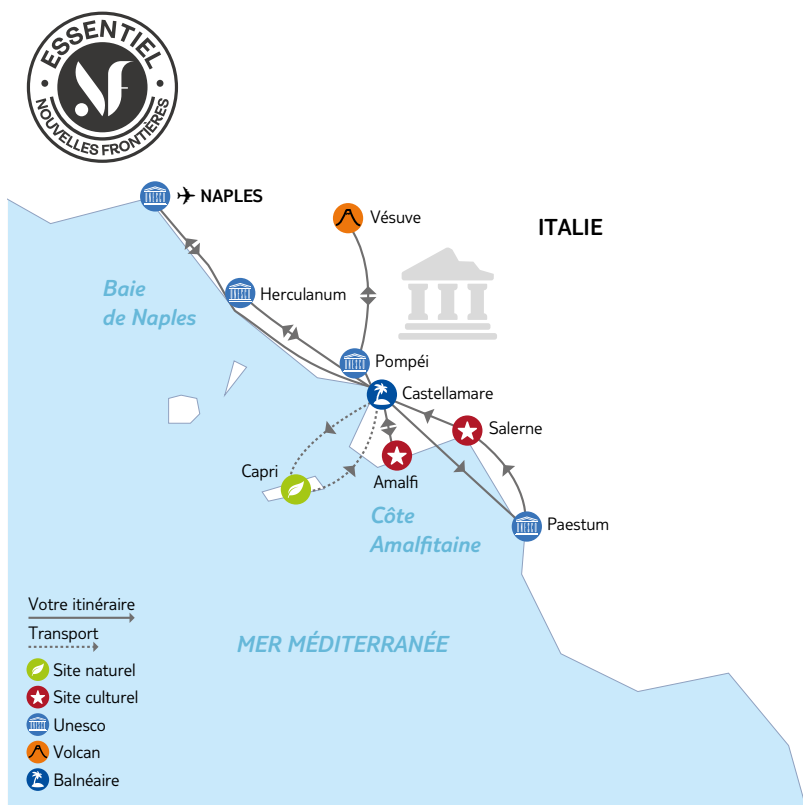 ESSENTIEL
NF
NOUVELLES FRONTIÈRES
NAPLES
Vésuve
ITALIE
Baie
de Naples
Herculanum
Pompéi
Castellamare
Salerne
Capri
Amalfi
Côte
Amalfitaine
Paestum
MER MÉDITERRANÉE
Votre itinéraire
Transport
Site naturel
Site culturel
Unesco
Volcan
Balnéaire